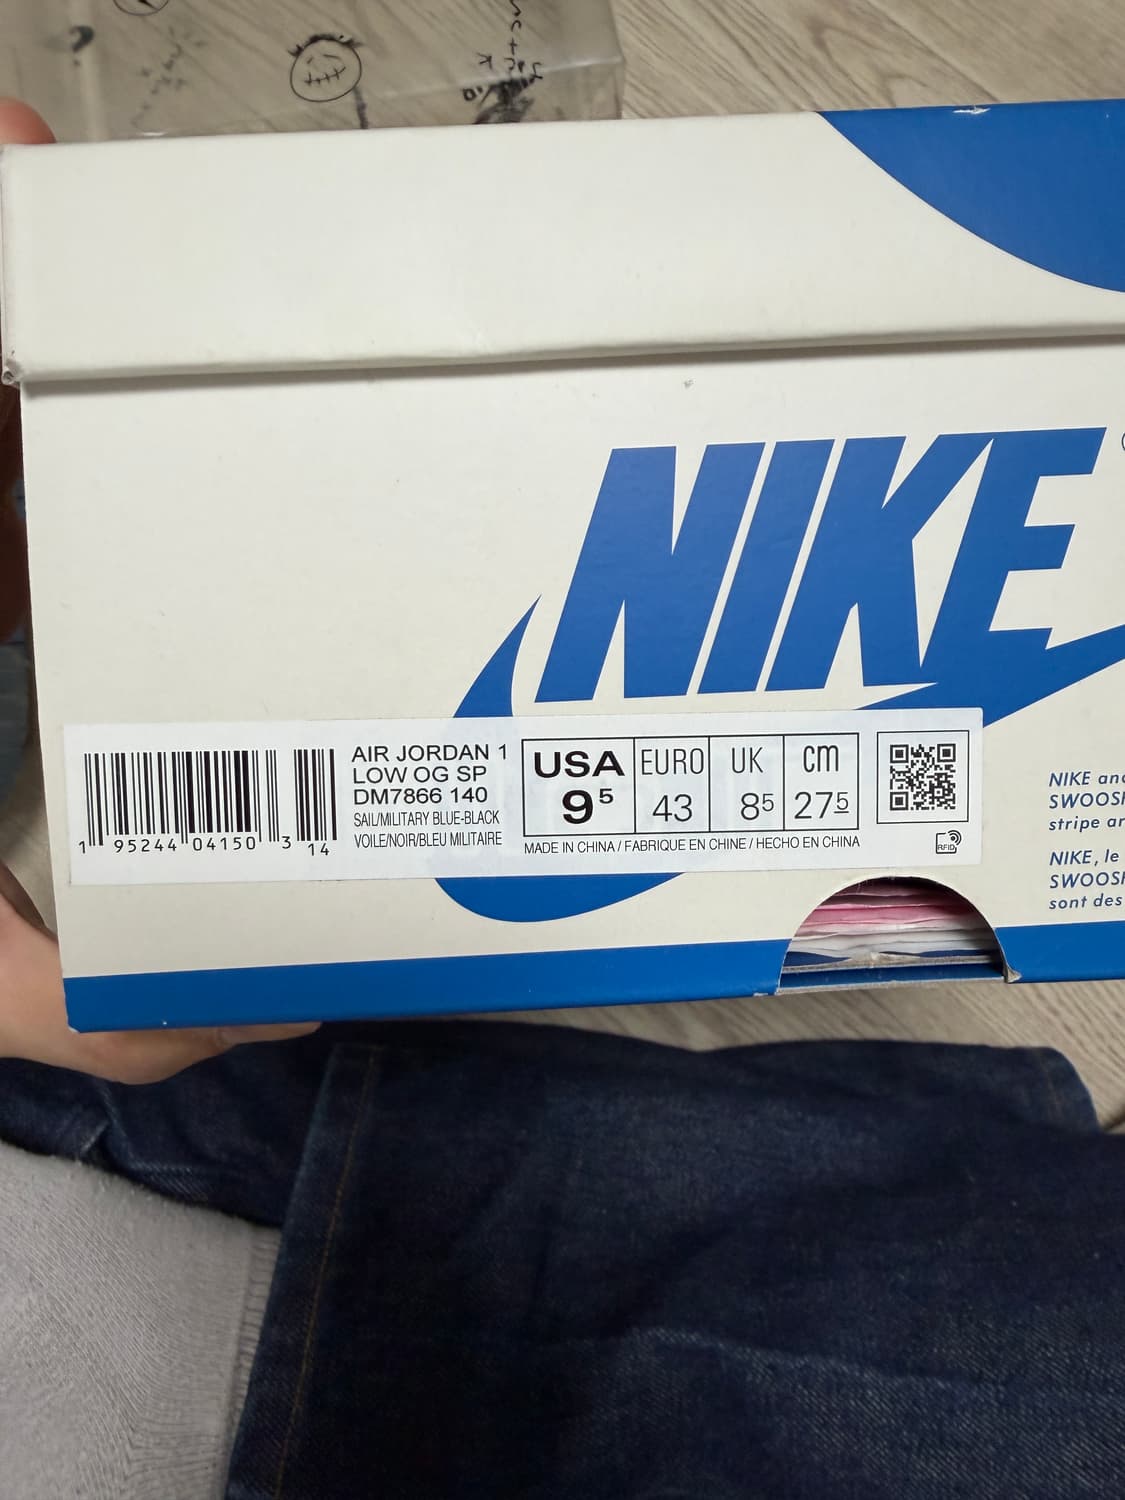 NIKE
AIR JORDAN 1
LOW OG SP
DM7866 140
SAIL/MILITARY BLUE-BLACK
VOILE/NOIR/BLEU MILITAIRE
USA EURO UK cm
9⁵ 43 8⁵ 27⁵
MADE IN CHINA / FABRIQUE EN CHINE / HECHO EN CHINA
1 95244 04150 3 14
RFID
NIKE and
SWOOSH
stripe ar
NIKE, le
SWOOSH
sont des